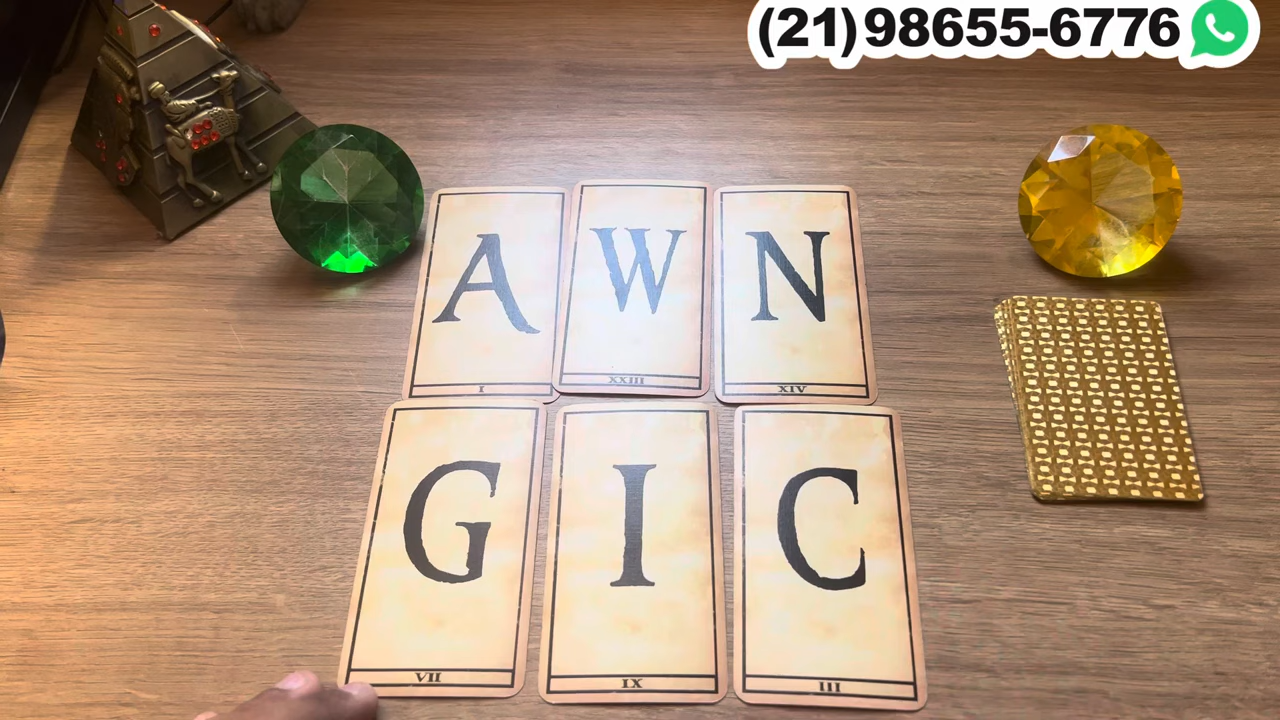 (21)98655-6776
A W N
I XXIII XIV
G I C
VII IX III